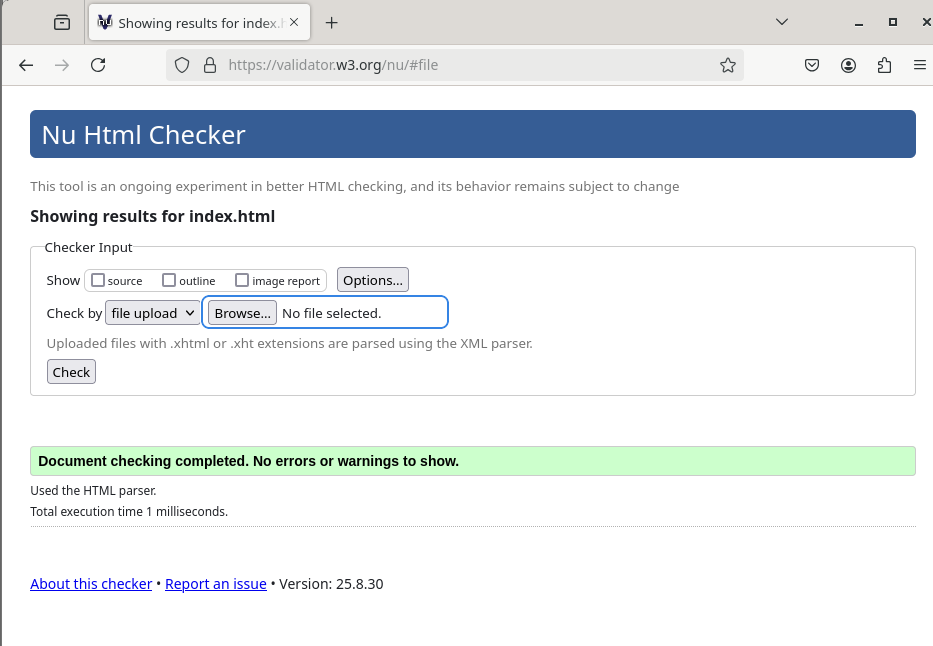 Showing results for index.h
https://validator.w3.org/nu/#file
Nu Html Checker
This tool is an ongoing experiment in better HTML checking, and its behavior remains subject to change
Showing results for index.html
Checker Input
Show source outline image report Options...
Check by file upload Browse... No file selected.
Uploaded files with .xhtml or .xht extensions are parsed using the XML parser.
Check
Document checking completed. No errors or warnings to show.
Used the HTML parser.
Total execution time 1 milliseconds.
About this checker • Report an issue • Version: 25.8.30